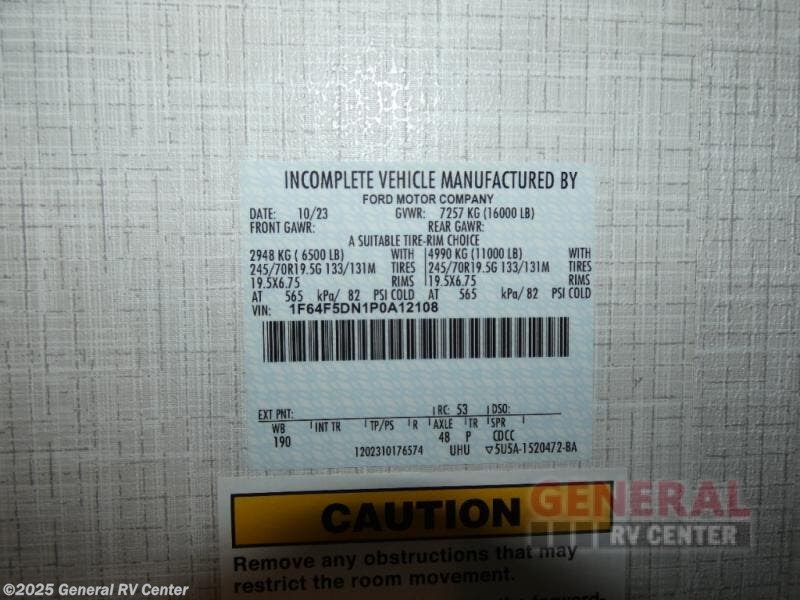 INCOMPLETE VEHICLE MANUFACTURED BY
FORD MOTOR COMPANY
DATE: 10/23 GVWR: 7257 KG (16000 LB)
FRONT GAWR: REAR GAWR:
A SUITABLE TIRE-RIM CHOICE
2948 KG ( 6500 LB) WITH 4990 KG (11000 LB) WITH
245/70R19.5G 133/131M TIRES 245/70R19.5G 133/131M TIRES
19.5X6.75 RIMS 19.5X6.75 RIMS
AT 565 kPa/ 82 PSI COLD AT 565 kPa/ 82 PSI COLD
VIN: 1F64F5DN1P0A12108
EXT PNT: RC: 53 DSO:
WB INT TR TP/PS R AXLE TR SPR
190 48 P CDCC
1202310176574 UHU ▽5U5A-1520472-BA
CAUTION
Remove any obstructions that may
restrict the room movement.
GENERAL
RV CENTER
©2025 General RV Center